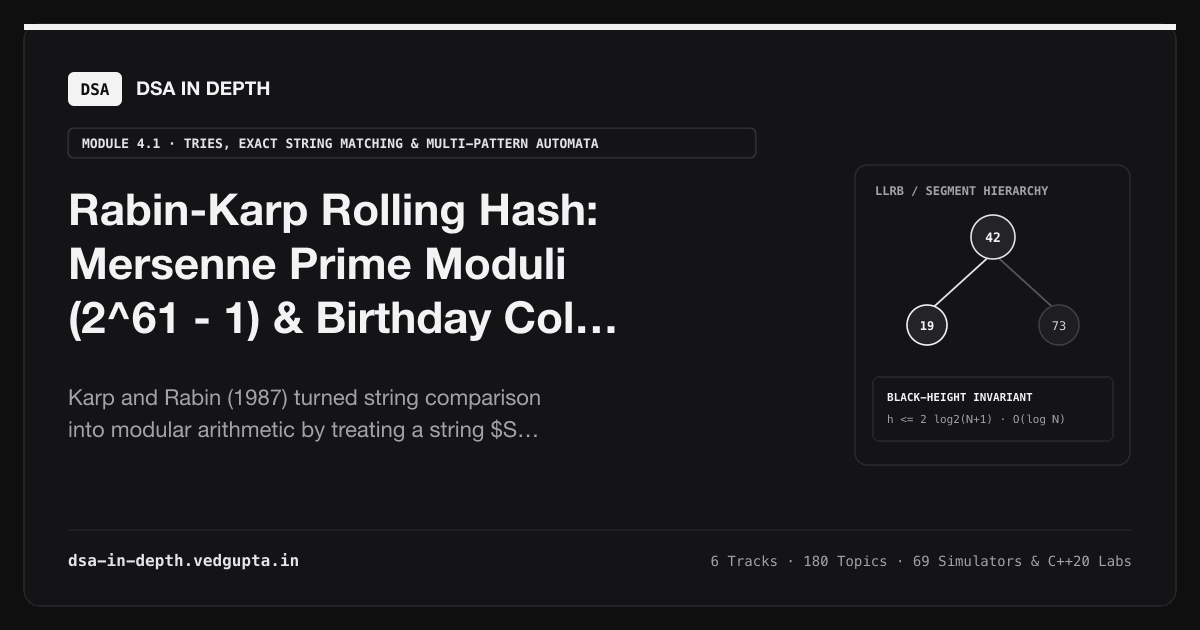 DSA DSA IN DEPTH
MODULE 4.1 · TRIES, EXACT STRING MATCHING & MULTI-PATTERN AUTOMATA
Rabin-Karp Rolling Hash:
Mersenne Prime Moduli
(2^61 - 1) & Birthday Col...
Karp and Rabin (1987) turned string comparison
into modular arithmetic by treating a string $S...
LLRB / SEGMENT HIERARCHY
42
19 73
BLACK-HEIGHT INVARIANT
h <= 2 log2(N+1) · O(log N)
dsa-in-depth.vedgupta.in
6 Tracks · 180 Topics · 69 Simulators & C++20 Labs